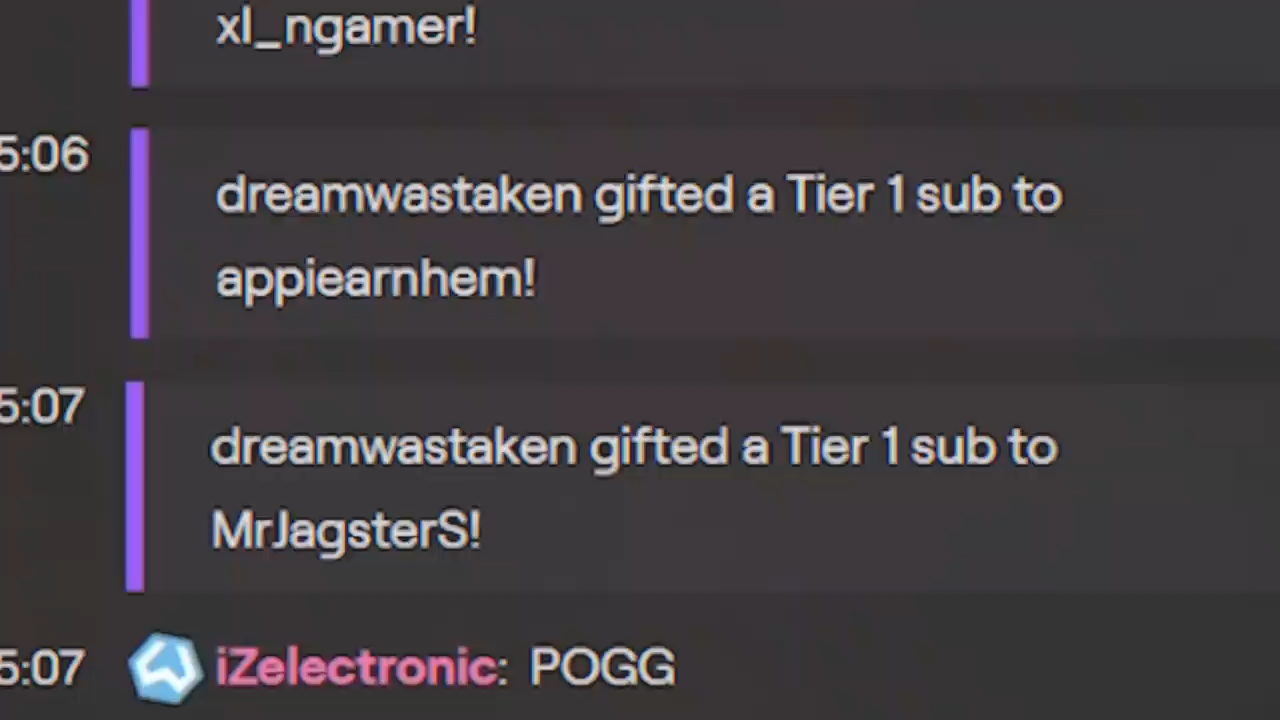 xl_ngamer!
5:06
dreamwastaken gifted a Tier 1 sub to
appiearnhem!
5:07
dreamwastaken gifted a Tier 1 sub to
MrJagsterS!
5:07 iZelectronic: POGG